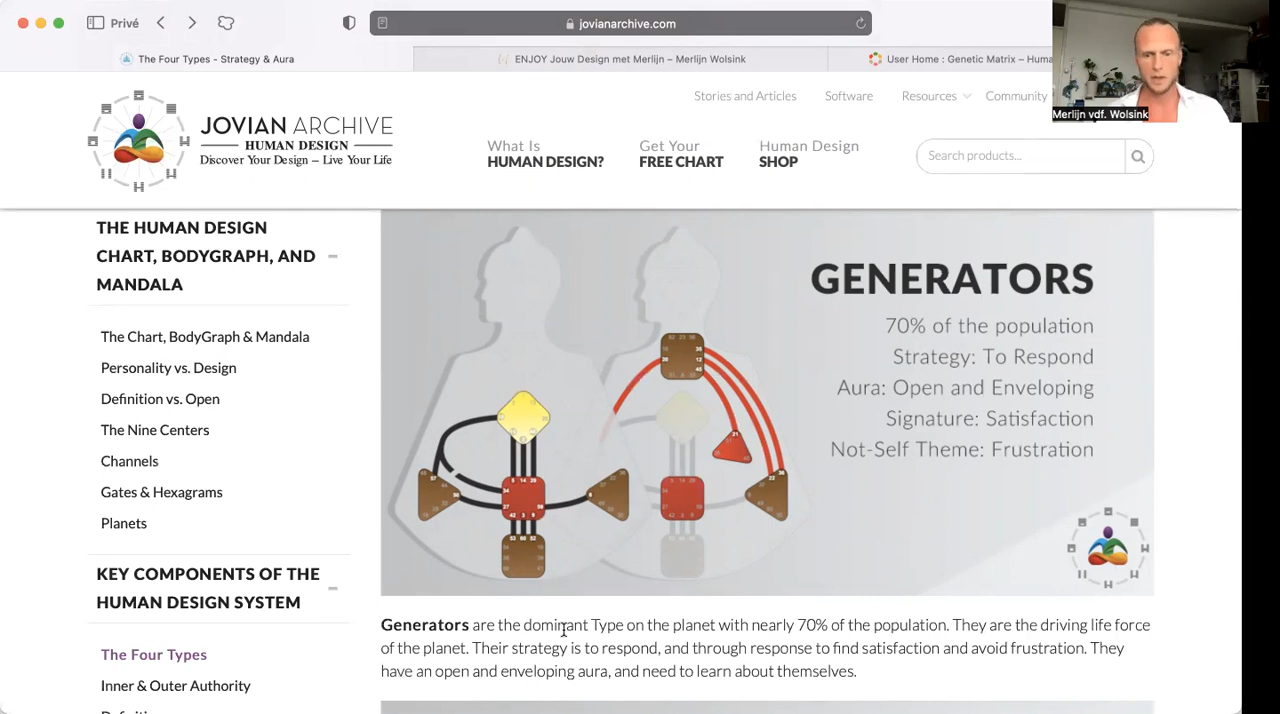 Privé
jovianarchive.com
The Four Types - Strategy & Aura
ENJOY Jouw Design met Merlijn – Merlijn Wolsink
User Home : Genetic Matrix – Huma
Merlijn vdf. Wolsink
Stories and Articles
Software
Resources
Community
JOVIAN ARCHIVE
HUMAN DESIGN
Discover Your Design – Live Your Life
What Is
HUMAN DESIGN?
Get Your
FREE CHART
Human Design
SHOP
Search products...
THE HUMAN DESIGN
CHART, BODYGRAPH, AND
MANDALA
The Chart, BodyGraph & Mandala
Personality vs. Design
Definition vs. Open
The Nine Centers
Channels
Gates & Hexagrams
Planets
KEY COMPONENTS OF THE
HUMAN DESIGN SYSTEM
The Four Types
Inner & Outer Authority
GENERATORS
70% of the population
Strategy: To Respond
Aura: Open and Enveloping
Signature: Satisfaction
Not-Self Theme: Frustration
Generators are the dominant Type on the planet with nearly 70% of the population. They are the driving life force
of the planet. Their strategy is to respond, and through response to find satisfaction and avoid frustration. They
have an open and enveloping aura, and need to learn about themselves.